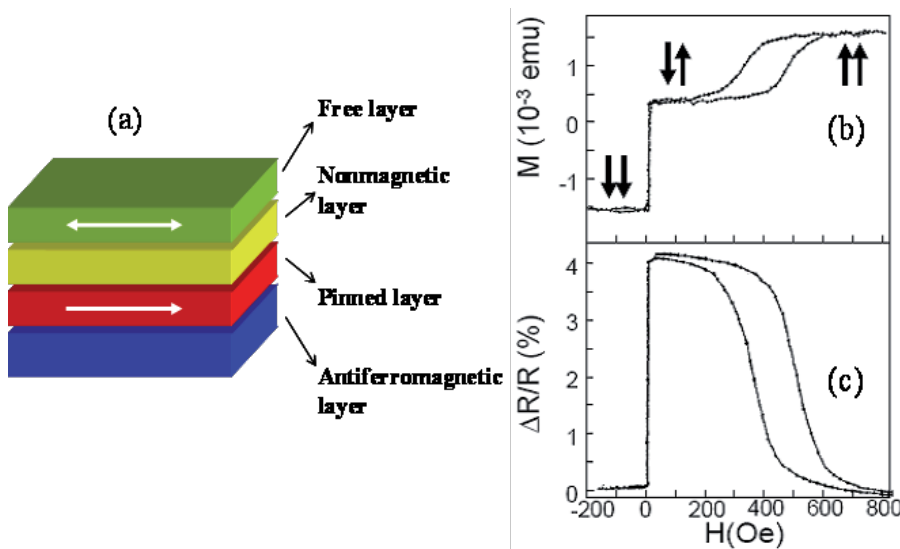 (a)
Free layer
Nonmagnetic
layer
Pinned layer
Antiferromagnetic
layer
M (10⁻³ emu)
1
0
-1
(b)
ΔR/R (%)
4
3
2
1
0
(c)
-200 0 200 400 600 800
H(Oe)